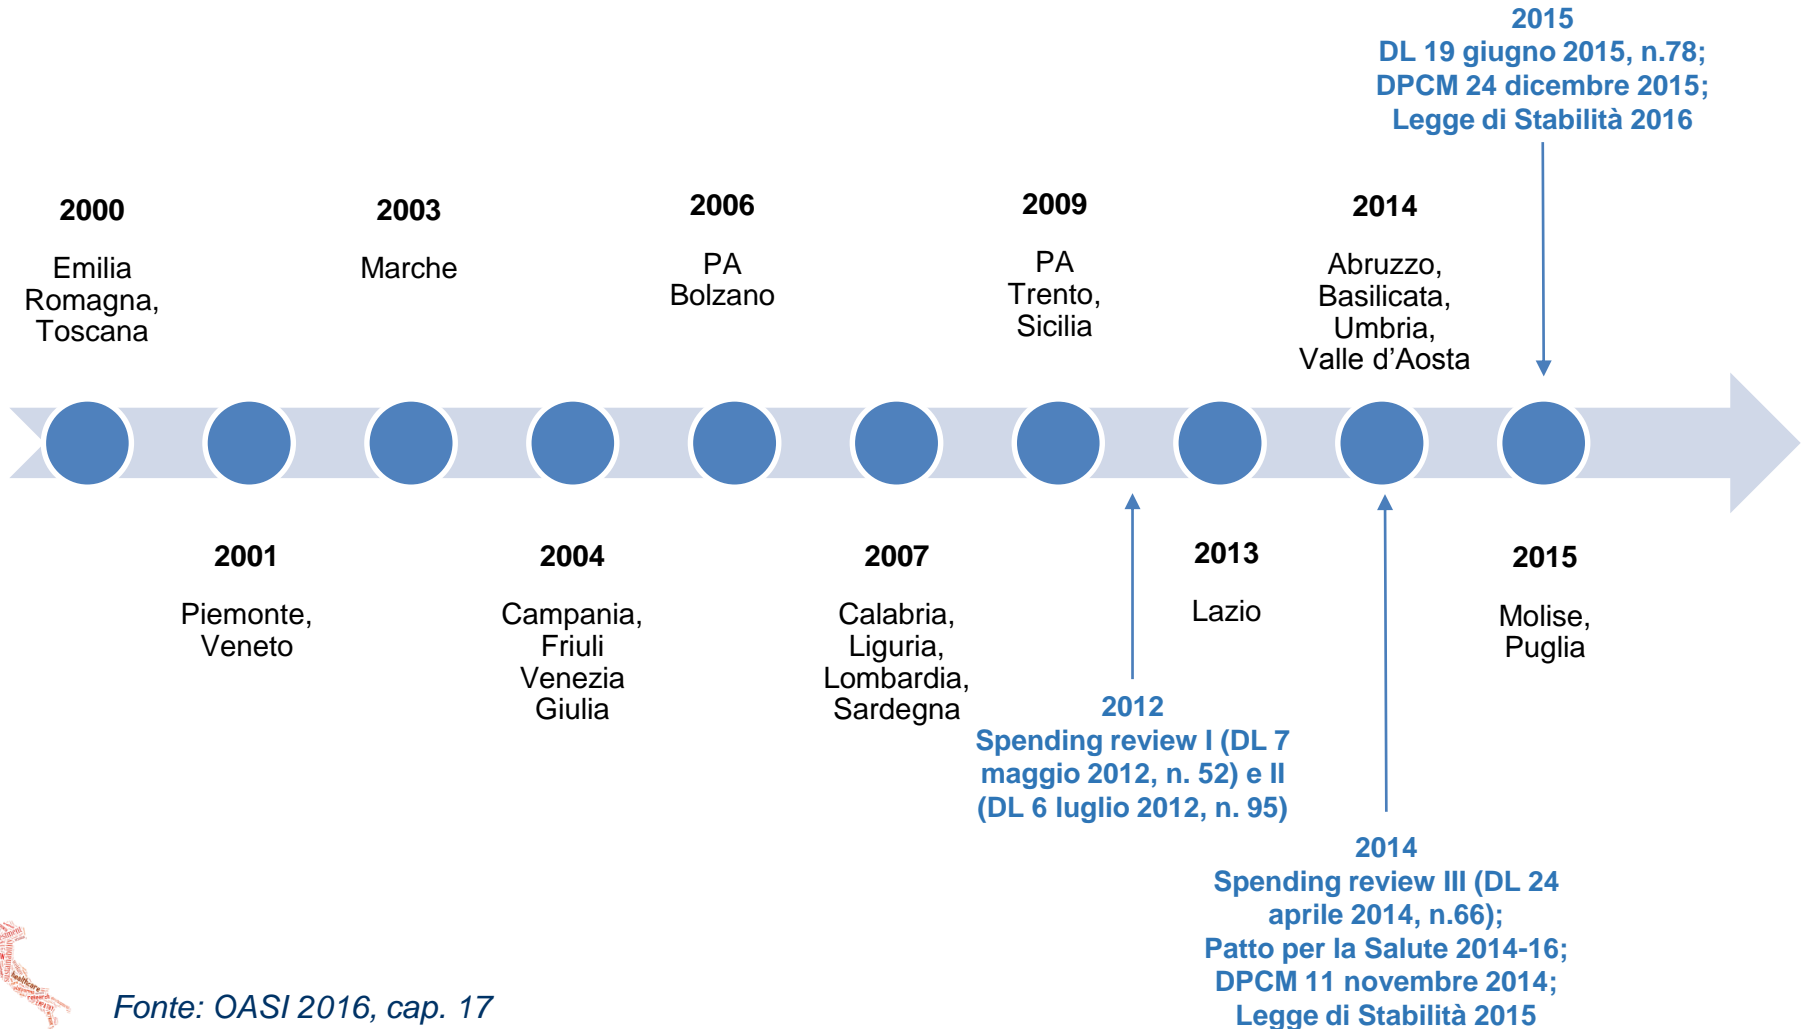 2015
DL 19 giugno 2015, n.78;
DPCM 24 dicembre 2015;
Legge di Stabilità 2016
2000
Emilia
Romagna,
Toscana
2003
Marche
2006
PA
Bolzano
2009
PA
Trento,
Sicilia
2014
Abruzzo,
Basilicata,
Umbria,
Valle d’Aosta
2001
Piemonte,
Veneto
2004
Campania,
Friuli
Venezia
Giulia
2007
Calabria,
Liguria,
Lombardia,
Sardegna
2013
Lazio
2015
Molise,
Puglia
2012
Spending review I (DL 7
maggio 2012, n. 52) e II
(DL 6 luglio 2012, n. 95)
2014
Spending review III (DL 24
aprile 2014, n.66);
Patto per la Salute 2014-16;
DPCM 11 novembre 2014;
Legge di Stabilità 2015
healthcare
Fonte: OASI 2016, cap. 17